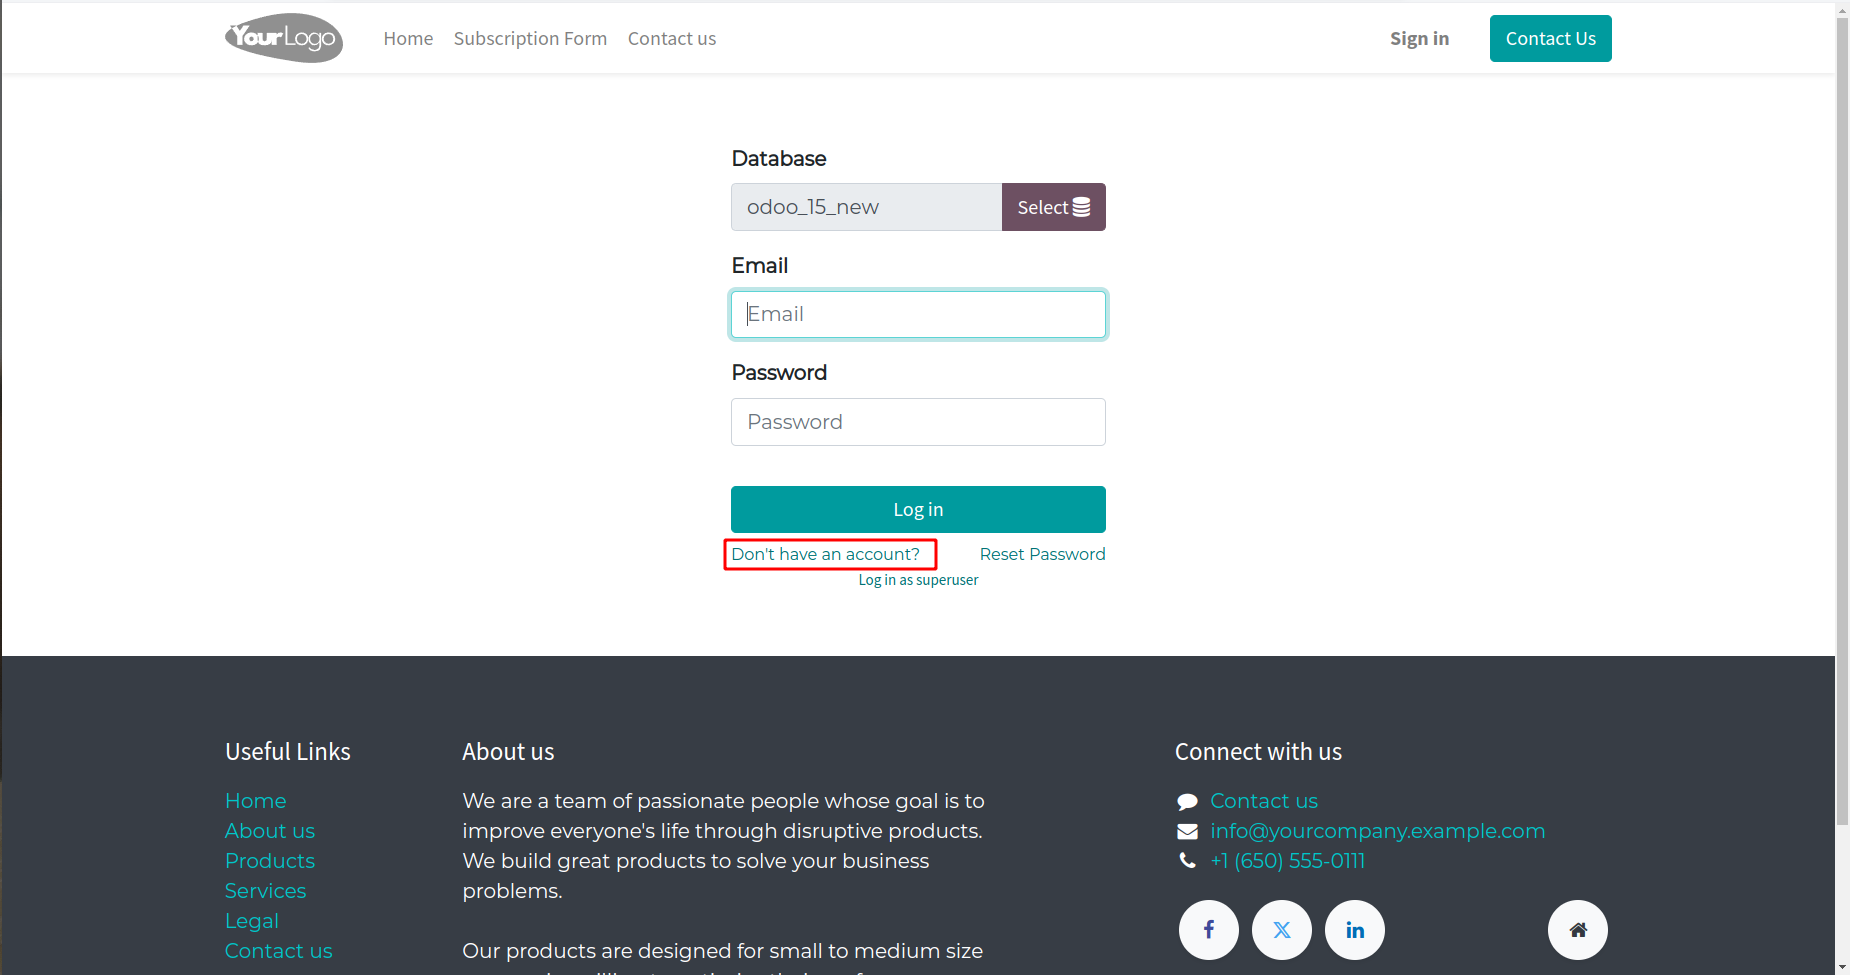 YourLogo Home Subscription Form Contact us Sign in Contact Us
Database
odoo_15_new Select
Email
Email
Password
Password
Log in
Don't have an account? Reset Password
Log in as superuser
Useful Links
Home
About us
Products
Services
Legal
Contact us
About us
We are a team of passionate people whose goal is to
improve everyone's life through disruptive products.
We build great products to solve your business
problems.
Our products are designed for small to medium size
Connect with us
Contact us
info@yourcompany.example.com
+1 (650) 555-0111